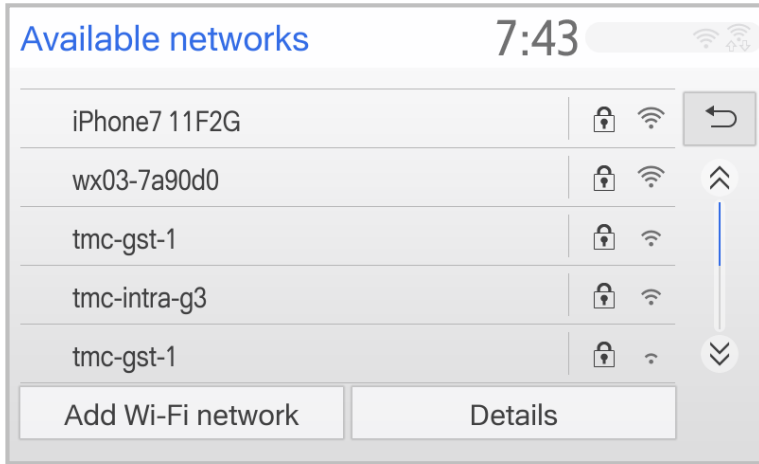 Available networks 7:43
iPhone7 11F2G
wx03-7a90d0
tmc-gst-1
tmc-intra-g3
tmc-gst-1
Add Wi-Fi network Details